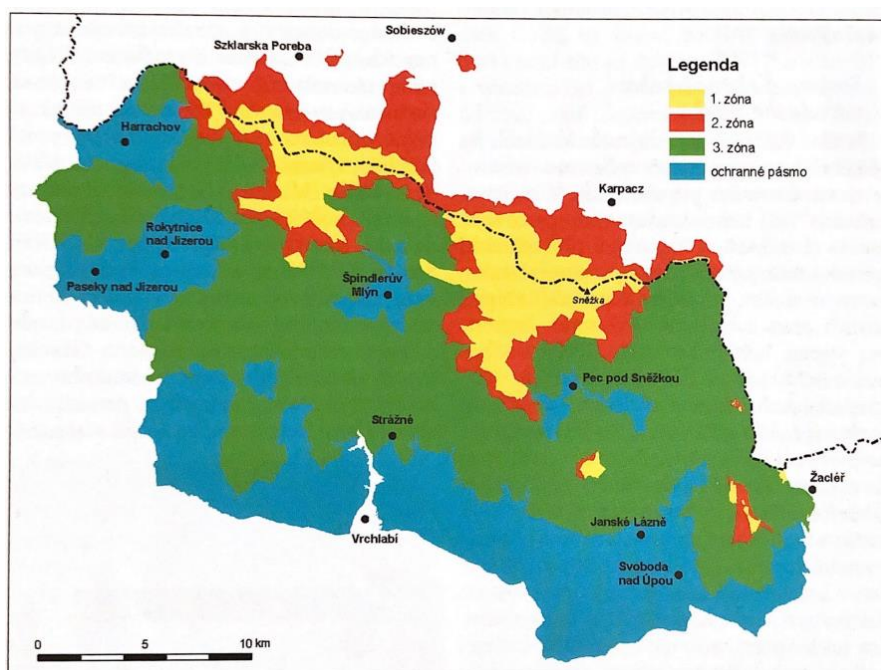 Sobieszów
Szklarska Poreba
Legenda
1. zóna
2. zóna
3. zóna
ochranné pásmo
Harrachov
Karpacz
Rokytnice
nad Jizerou
Paseky nad Jizerou
Špindlerův
Mlýn
Sněžka
Pec pod Sněžkou
Strážné
Žacléř
Vrchlabí
Janské Lázně
Svoboda
nad Úpou
0 5 10 km